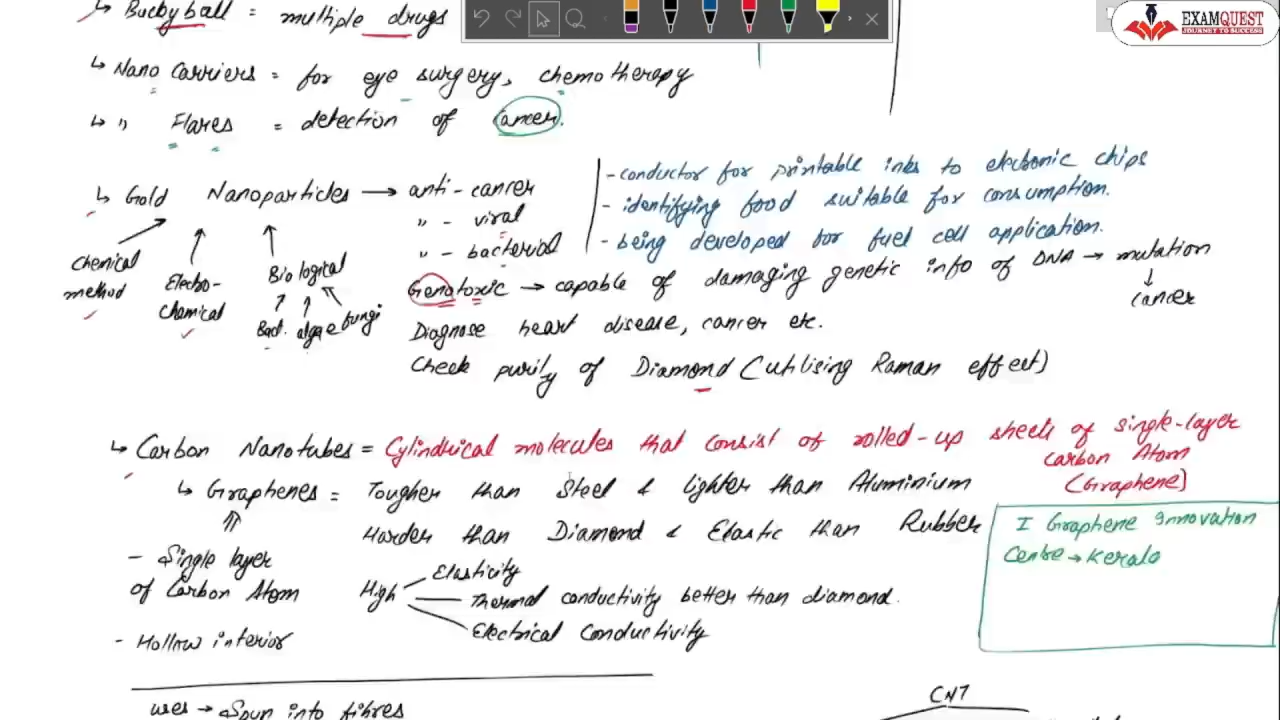 ↳ Bucky ball = multiple drugs
EXAMQUEST
JOURNEY TO SUCCESS
↳ Nano Carriers = for eye surgery, chemotherapy
↳ " Flares = detection of cancer.
↳ Gold Nanoparticles → anti - cancer
" - viral
" - bacterial
- conductor for printable inks to electronic chips
- identifying food suitable for consumption.
- being developed for fuel cell application.
Chemical method
Electro-chemical
Biological
Bact. algae fungi
Genotoxic → capable of damaging genetic info of DNA → mutation
↓
cancer
Diagnose heart disease, cancer etc.
Check purity of Diamond (utilising Raman effect)
↳ Carbon Nanotubes = Cylindrical molecules that consist of rolled-up sheets of single-layer
carbon Atom
(Graphene)
↳ Graphenes = Tougher than Steel & lighter than Aluminium
Harder than Diamond & Elastic than Rubber
- Single layer
of Carbon Atom
- Hollow interior
High
Elasticity
Thermal conductivity better than diamond.
Electrical Conductivity
I Graphene Innovation
Centre → Kerala
uses → Spun into fibres
CNT